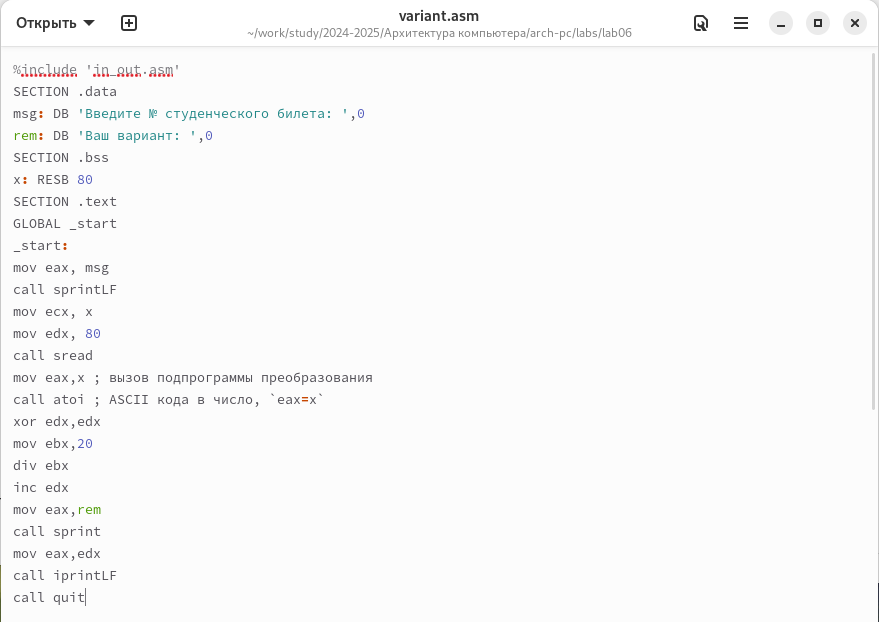 Открыть
variant.asm
~/work/study/2024-2025/Архитектура компьютера/arch-pc/labs/lab06
%include 'in_out.asm'
SECTION .data
msg: DB 'Введите № студенческого билета: ',0
rem: DB 'Ваш вариант: ',0
SECTION .bss
x: RESB 80
SECTION .text
GLOBAL _start
_start:
mov eax, msg
call sprintLF
mov ecx, x
mov edx, 80
call sread
mov eax,x ; вызов подпрограммы преобразования
call atoi ; ASCII кода в число, `eax=x`
xor edx,edx
mov ebx,20
div ebx
inc edx
mov eax,rem
call sprint
mov eax,edx
call iprintLF
call quit